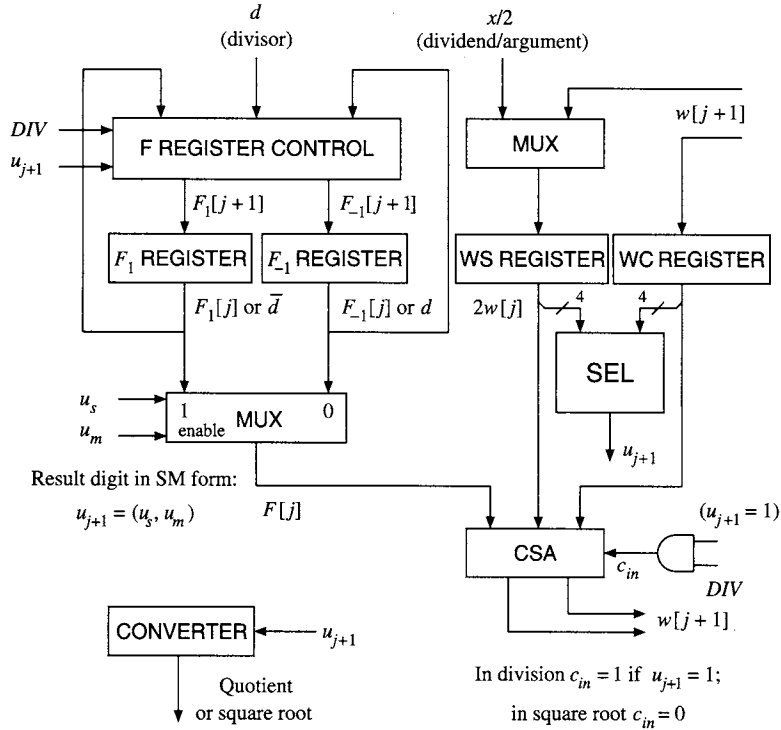 d
(divisor)
x/2
(dividend/argument)
DIV
u_{j+1}
F REGISTER CONTROL
MUX
w[j+1]
F_1[j+1]
F_{-1}[j+1]
F_1 REGISTER
F_{-1} REGISTER
WS REGISTER
WC REGISTER
F_1[j] or \overline{d}
F_{-1}[j] or d
2w[j]
4
4
SEL
u_{j+1}
u_s
u_m
1
0
MUX
enable
Result digit in SM form:
u_{j+1} = (u_s, u_m)
F[j]
CSA
c_{in}
(u_{j+1} = 1)
DIV
w[j+1]
CONVERTER
u_{j+1}
Quotient
or square root
In division c_{in} = 1 if u_{j+1} = 1;
in square root c_{in} = 0